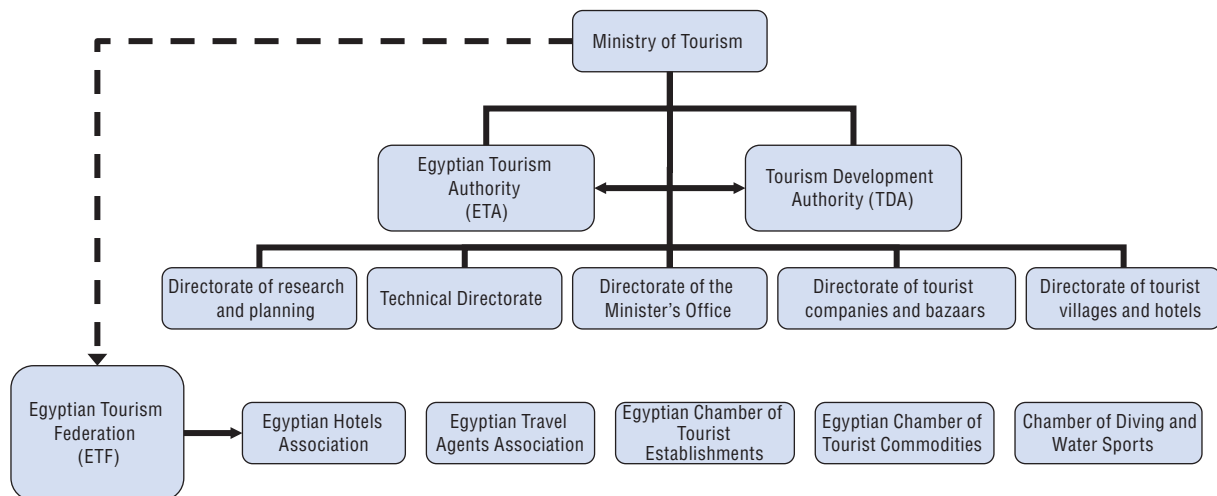 Ministry of Tourism
Egyptian Tourism
Authority
(ETA)
Tourism Development
Authority (TDA)
Directorate of research
and planning
Technical Directorate
Directorate of the
Minister's Office
Directorate of tourist
companies and bazaars
Directorate of tourist
villages and hotels
Egyptian Tourism
Federation
(ETF)
Egyptian Hotels
Association
Egyptian Travel
Agents Association
Egyptian Chamber of
Tourist
Establishments
Egyptian Chamber of
Tourist Commodities
Chamber of Diving and
Water Sports